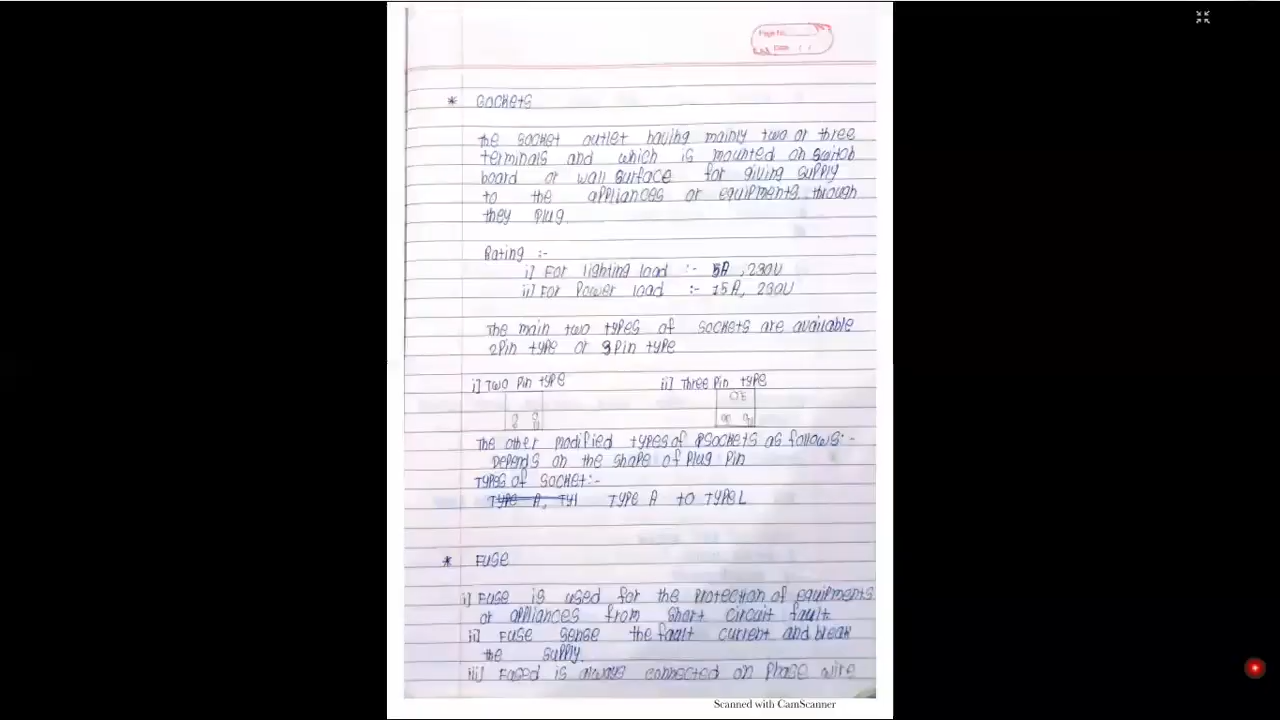 Page No.
Date
* Sockets
the socket outlet having mainly two or three
terminals and which is mounted on switch
board or wall surface for giving supply
to the appliances or equipments through
they plug.
Rating :-
i] For lighting load :- 5A, 230V
ii] For Power load :- 15A, 230V
The main two types of sockets are available
2Pin type or 3Pin type
i] Two Pin type ii] Three Pin type
E
The other modified types of sockets as follows:-
Depends on the shape of Plug Pin
Types of socket:-
Type A, Ty Type A to Type L
* Fuse
i] Fuse is used for the protection of equipments
or appliances from short circuit fault.
ii] Fuse sense the fault current and break
the supply.
iii] Fused is always connected on Phase wire
Scanned with CamScanner